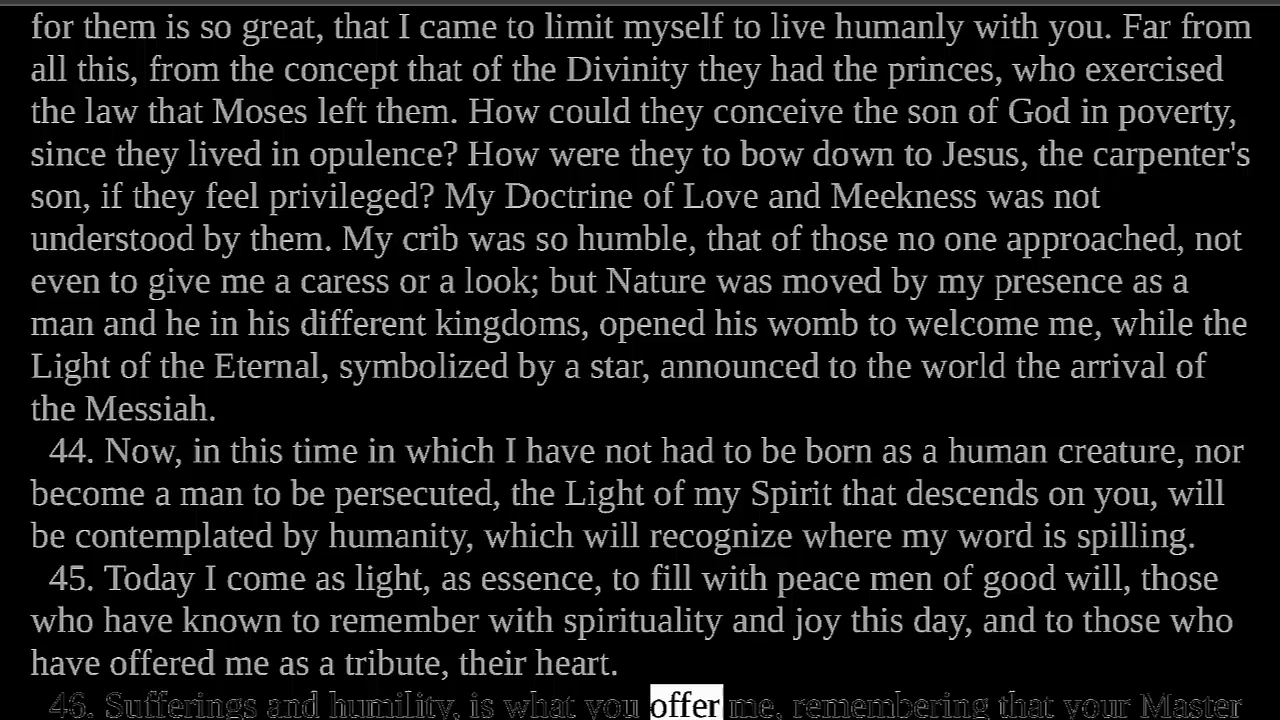 for them is so great, that I came to limit myself to live humanly with you. Far from
all this, from the concept that of the Divinity they had the princes, who exercised
the law that Moses left them. How could they conceive the son of God in poverty,
since they lived in opulence? How were they to bow down to Jesus, the carpenter's
son, if they feel privileged? My Doctrine of Love and Meekness was not
understood by them. My crib was so humble, that of those no one approached, not
even to give me a caress or a look; but Nature was moved by my presence as a
man and he in his different kingdoms, opened his womb to welcome me, while the
Light of the Eternal, symbolized by a star, announced to the world the arrival of
the Messiah.
44. Now, in this time in which I have not had to be born as a human creature, nor
become a man to be persecuted, the Light of my Spirit that descends on you, will
be contemplated by humanity, which will recognize where my word is spilling.
45. Today I come as light, as essence, to fill with peace men of good will, those
who have known to remember with spirituality and joy this day, and to those who
have offered me as a tribute, their heart.
46. Sufferings and humility, is what you offer me, remembering that your Master